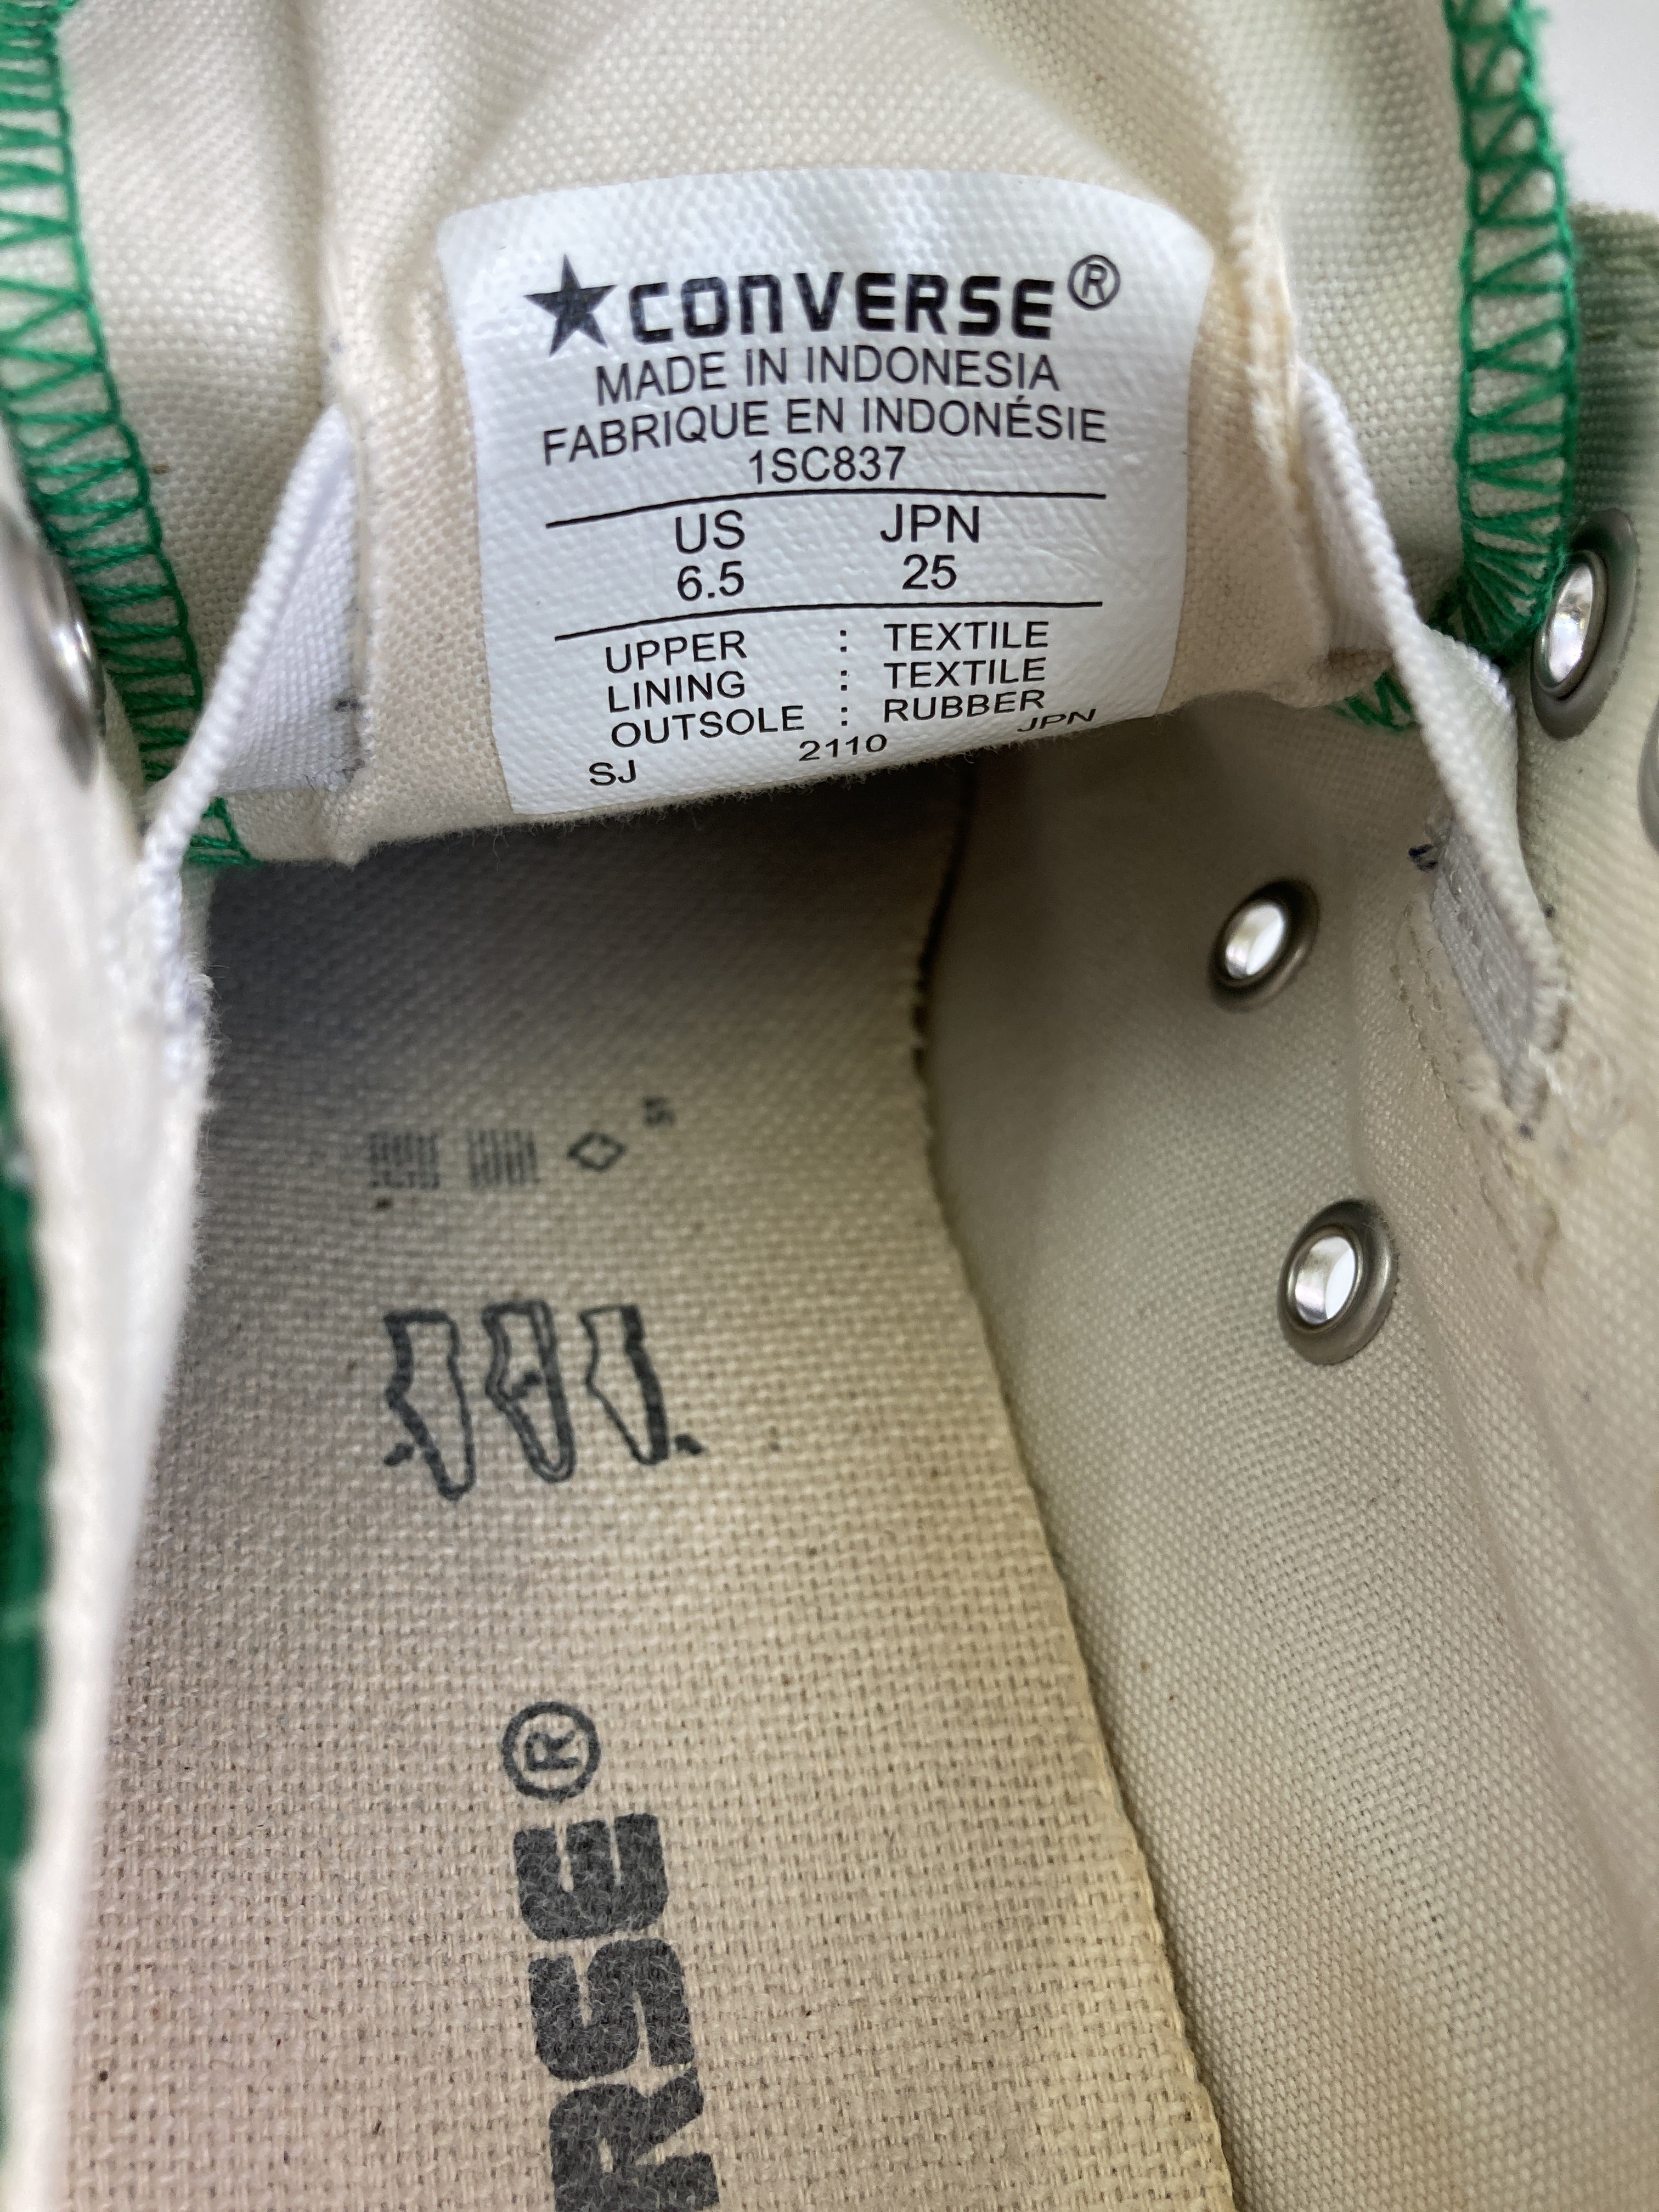 ★CONVERSE®
MADE IN INDONESIA
FABRIQUE EN INDONÉSIE
1SC837
US JPN
6.5 25
UPPER : TEXTILE
LINING : TEXTILE
OUTSOLE : RUBBER
SJ 2110 JPN
RSE®